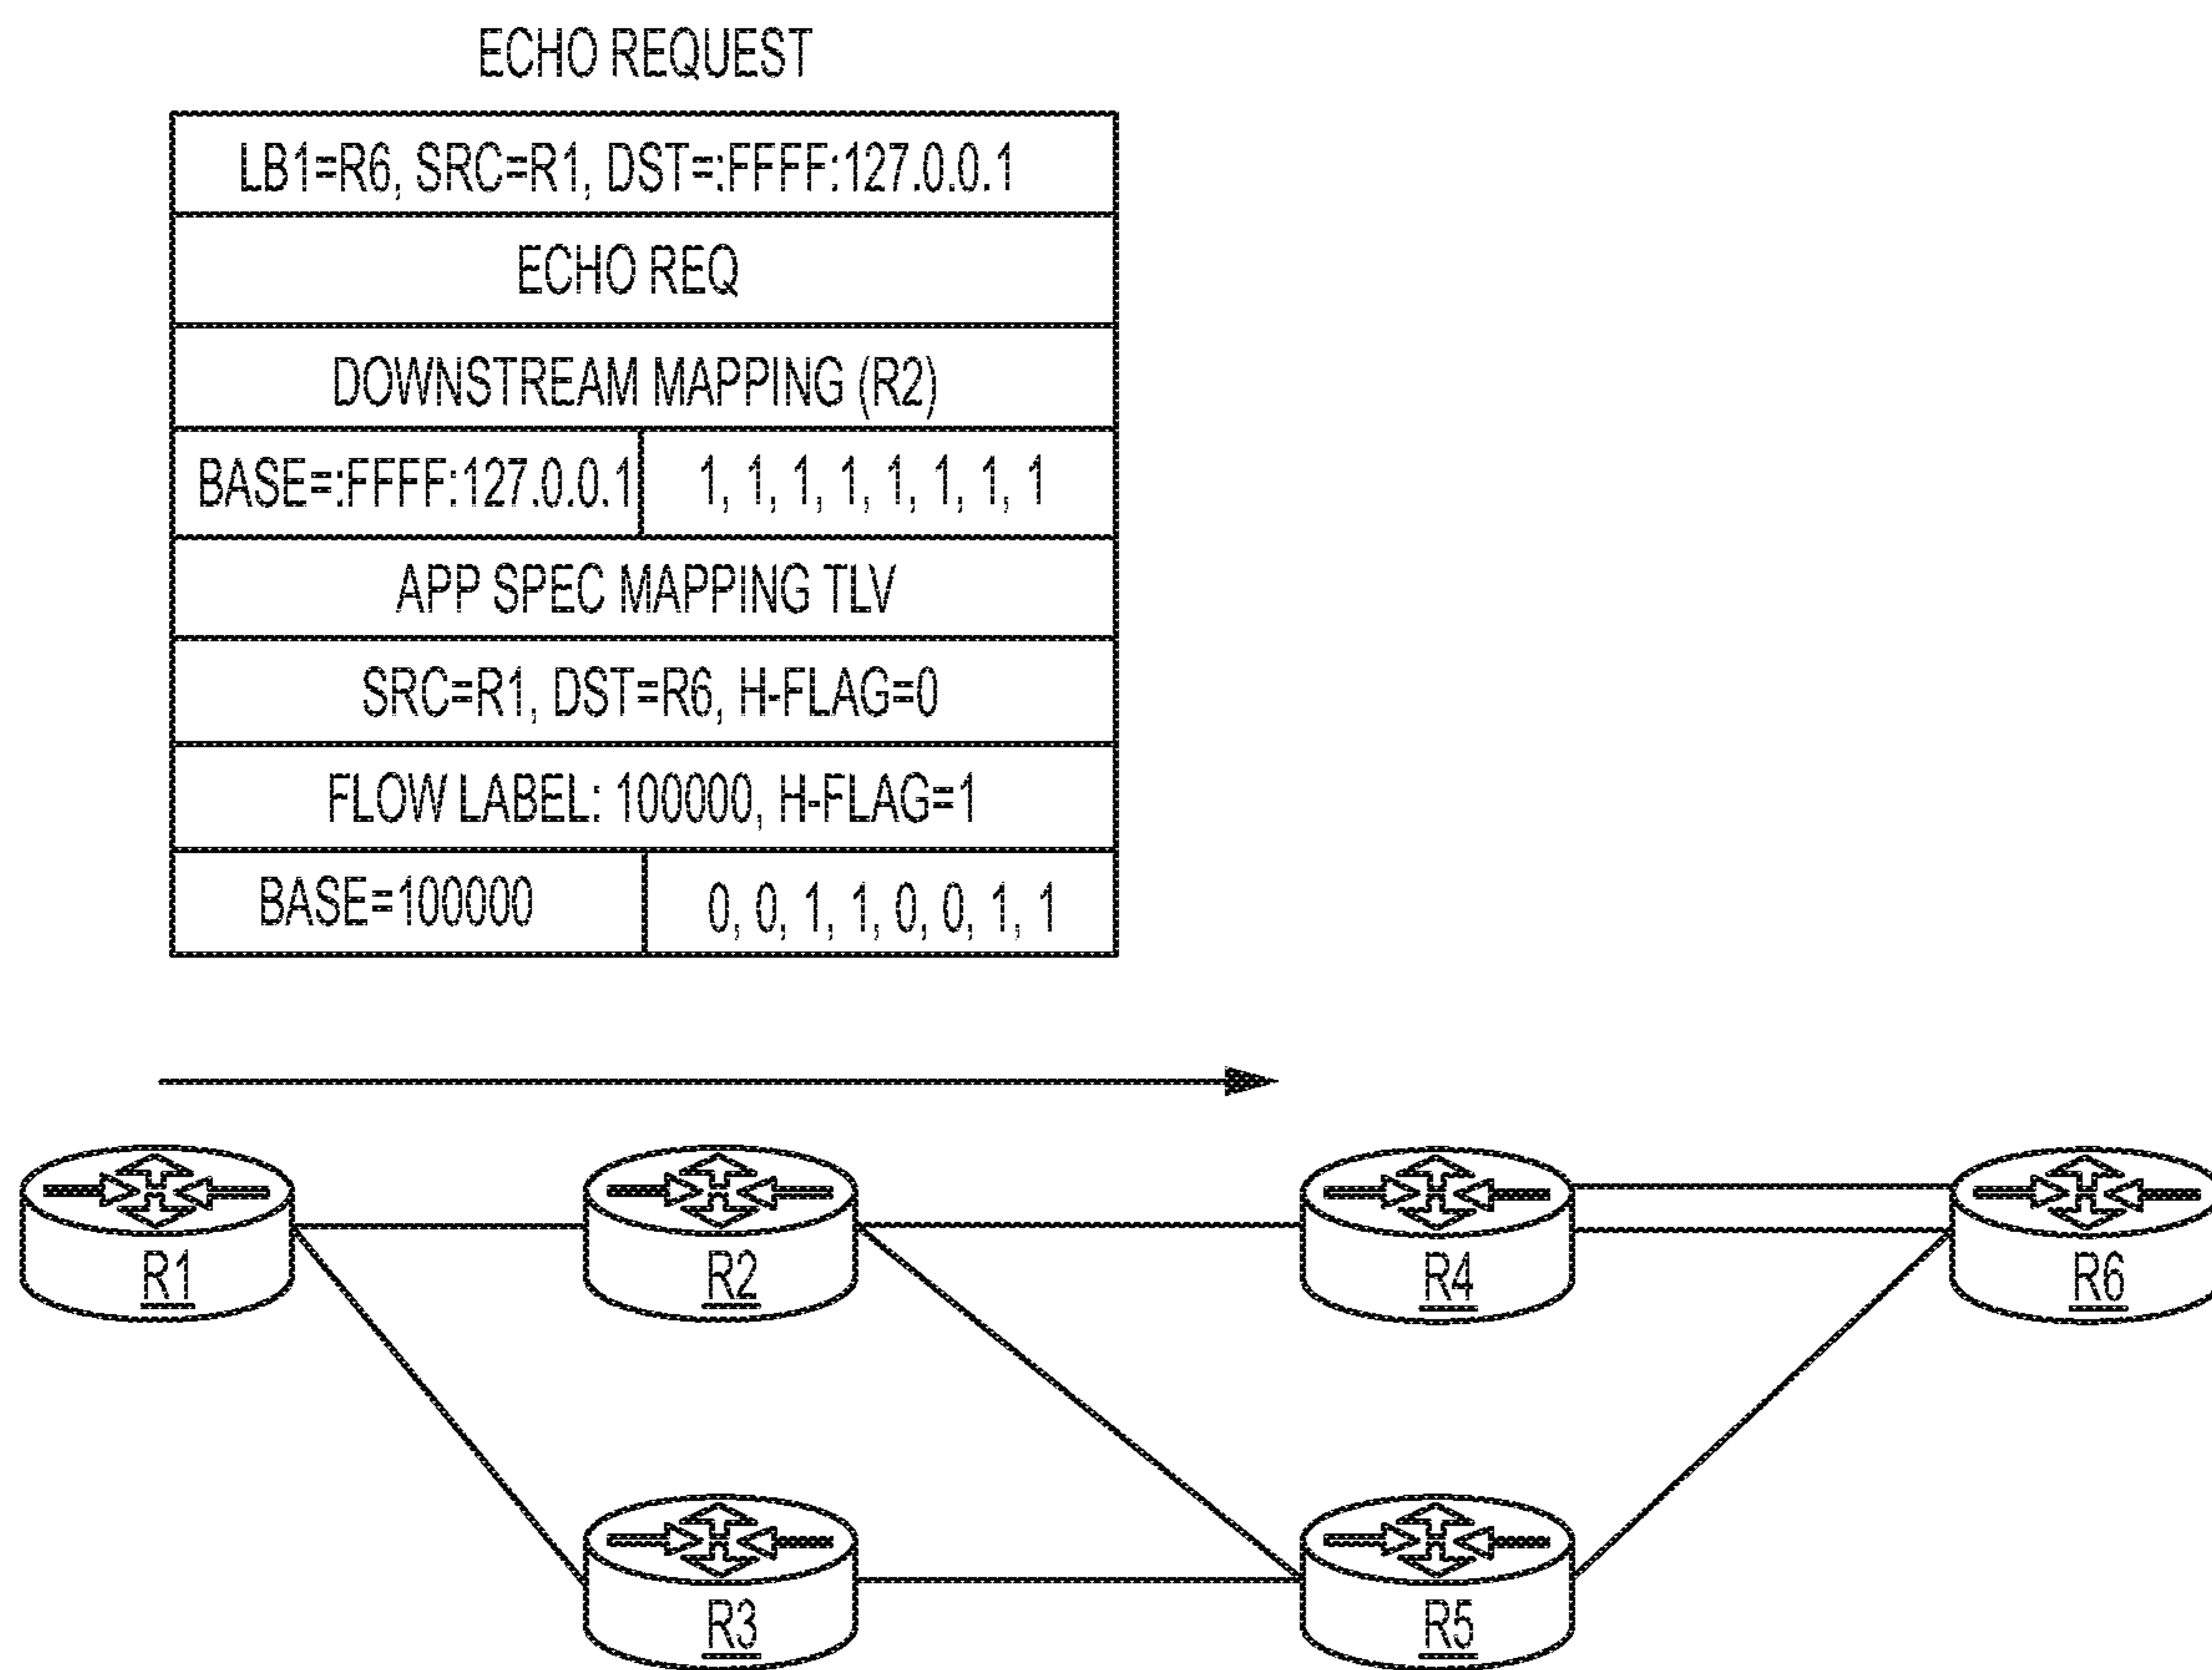 ECHO REQUEST
LB1=R6, SRC=R1, DST=:FFFF:127.0.0.1
ECHO REQ
DOWNSTREAM MAPPING (R2)
BASE=:FFFF:127.0.0.1 1, 1, 1, 1, 1, 1, 1, 1
APP SPEC MAPPING TLV
SRC=R1, DST=R6, H-FLAG=0
FLOW LABEL: 100000, H-FLAG=1
BASE=100000 0, 0, 1, 1, 0, 0, 1, 1
R1 R2 R4 R6
R3 R5